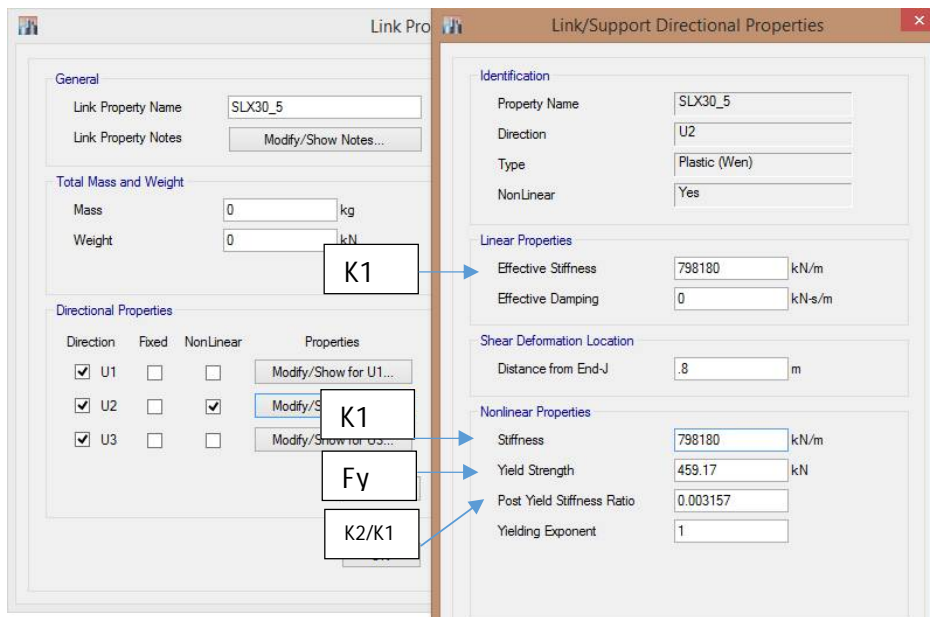 Link Pro
General
Link Property Name SLX30_5
Link Property Notes Modify/Show Notes...
Total Mass and Weight
Mass 0 kg
Weight 0 kN
Directional Properties
Direction Fixed NonLinear Properties
U1 Modify/Show for U1...
U2 Modify/S
U3 Modify/Show for U3...
K1
K1
Fy
K2/K1
Link/Support Directional Properties
Identification
Property Name SLX30_5
Direction U2
Type Plastic (Wen)
NonLinear Yes
Linear Properties
Effective Stiffness 798180 kN/m
Effective Damping 0 kN-s/m
Shear Deformation Location
Distance from End-J .8 m
Nonlinear Properties
Stiffness 798180 kN/m
Yield Strength 459.17 kN
Post Yield Stiffness Ratio 0.003157
Yielding Exponent 1